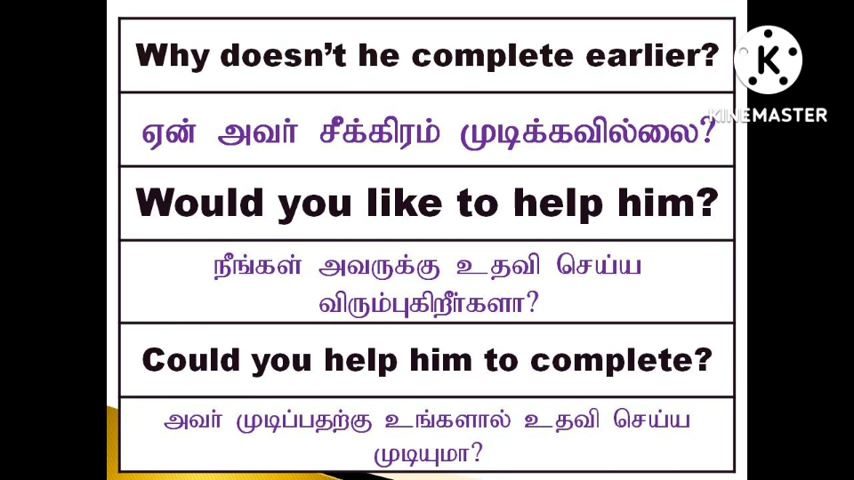 Why doesn't he complete earlier?
ஏன் அவர் சீக்கிரம் முடிக்கவில்லை?
Would you like to help him?
நீங்கள் அவருக்கு உதவி செய்ய
விரும்புகிறீர்களா?
Could you help him to complete?
அவர் முடிப்பதற்கு உங்களால் உதவி செய்ய
முடியுமா?
K
KINEMASTER